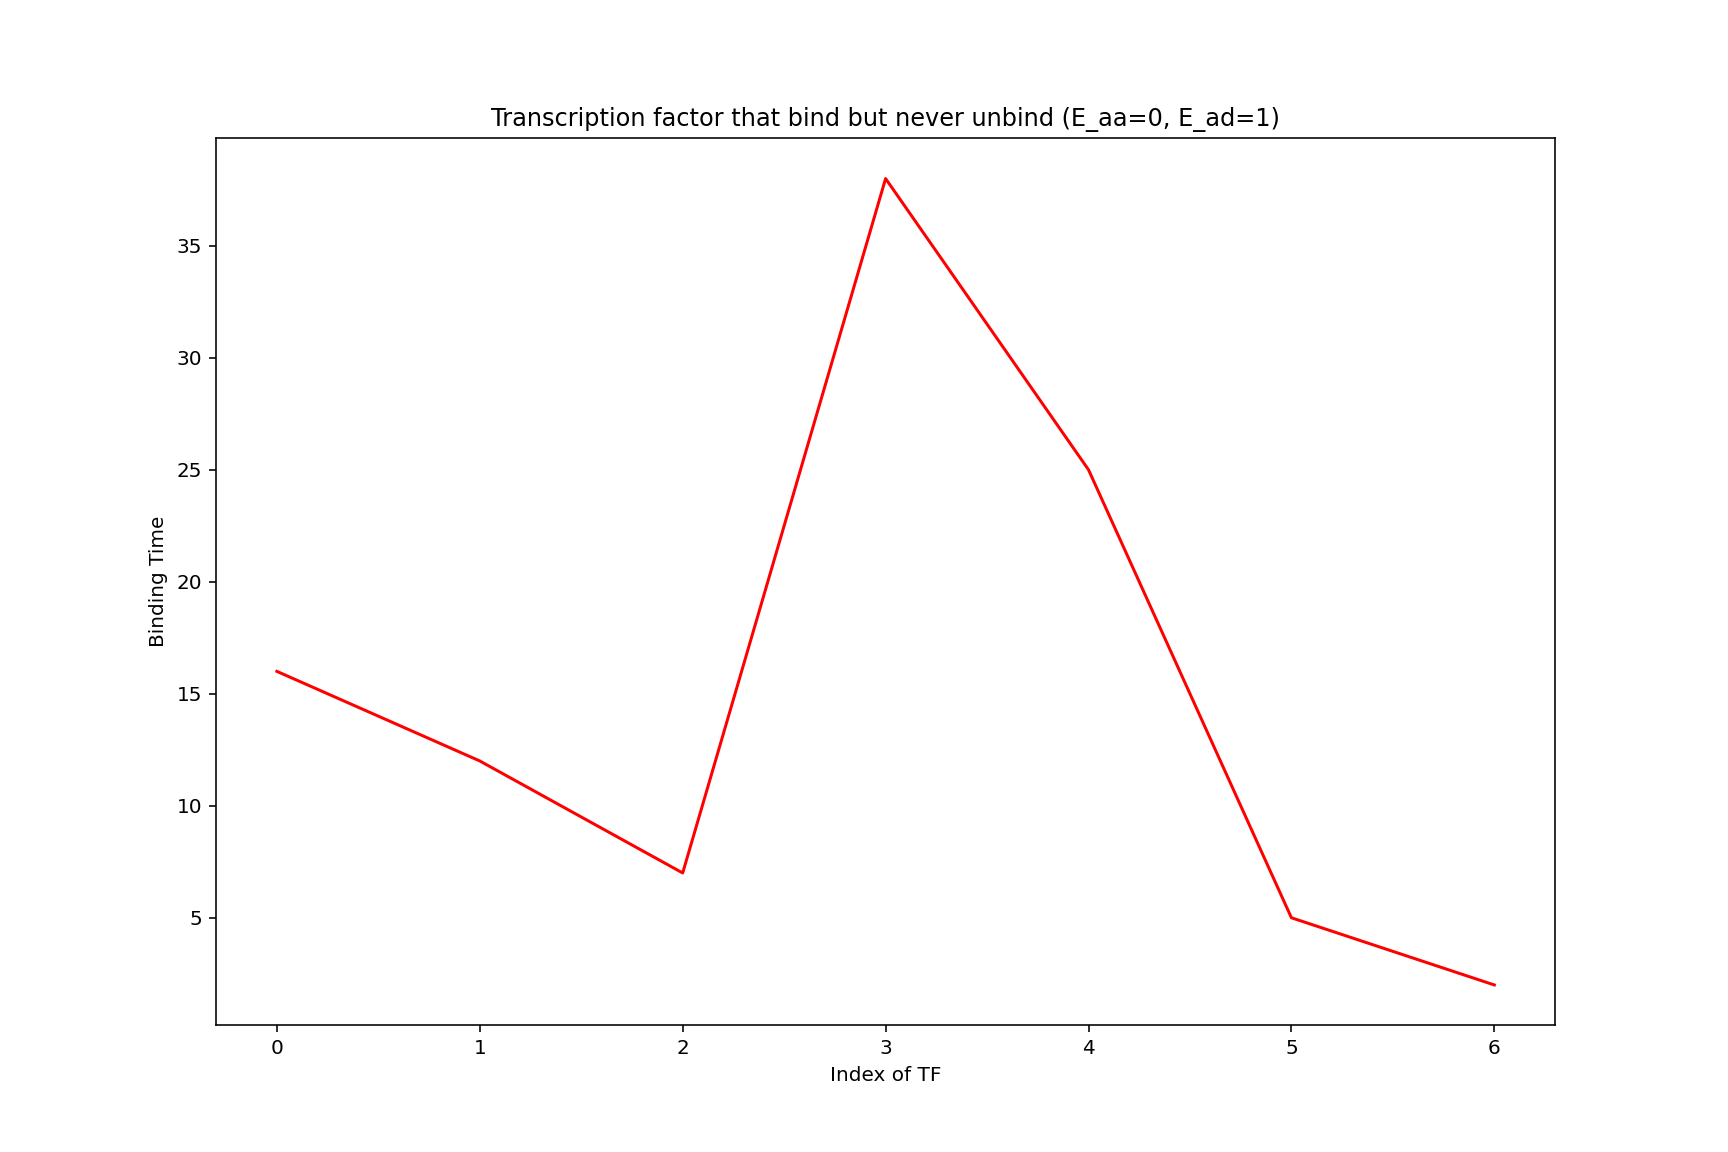 Transcription factor that bind but never unbind (E_aa=0, E_ad=1)
35
30
25
20
15
10
5
Binding Time
0 1 2 3 4 5 6
Index of TF